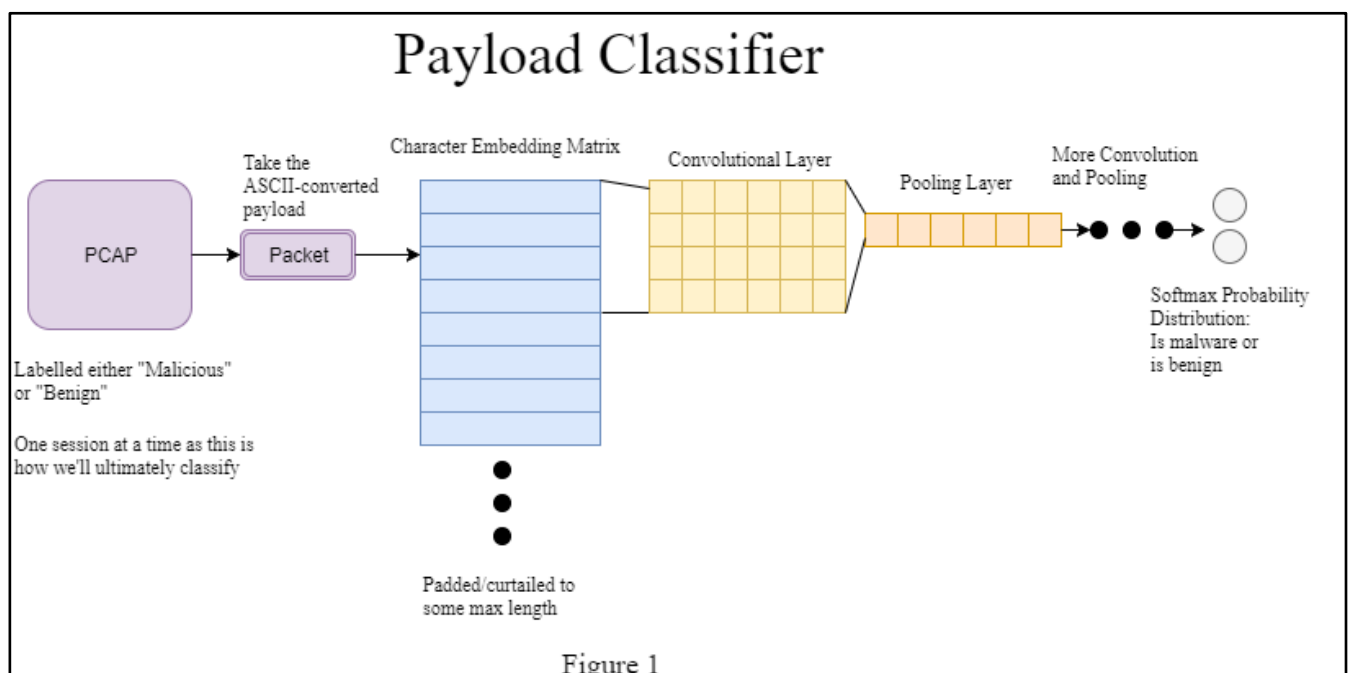 Payload Classifier
Character Embedding Matrix
Take the
ASCII-converted
payload
Convolutional Layer
Pooling Layer
More Convolution
and Pooling
PCAP
Packet
Softmax Probability
Distribution:
Is malware or
is benign
Labelled either "Malicious"
or "Benign"
One session at a time as this is
how we'll ultimately classify
Padded/curtailed to
some max length
Figure 1